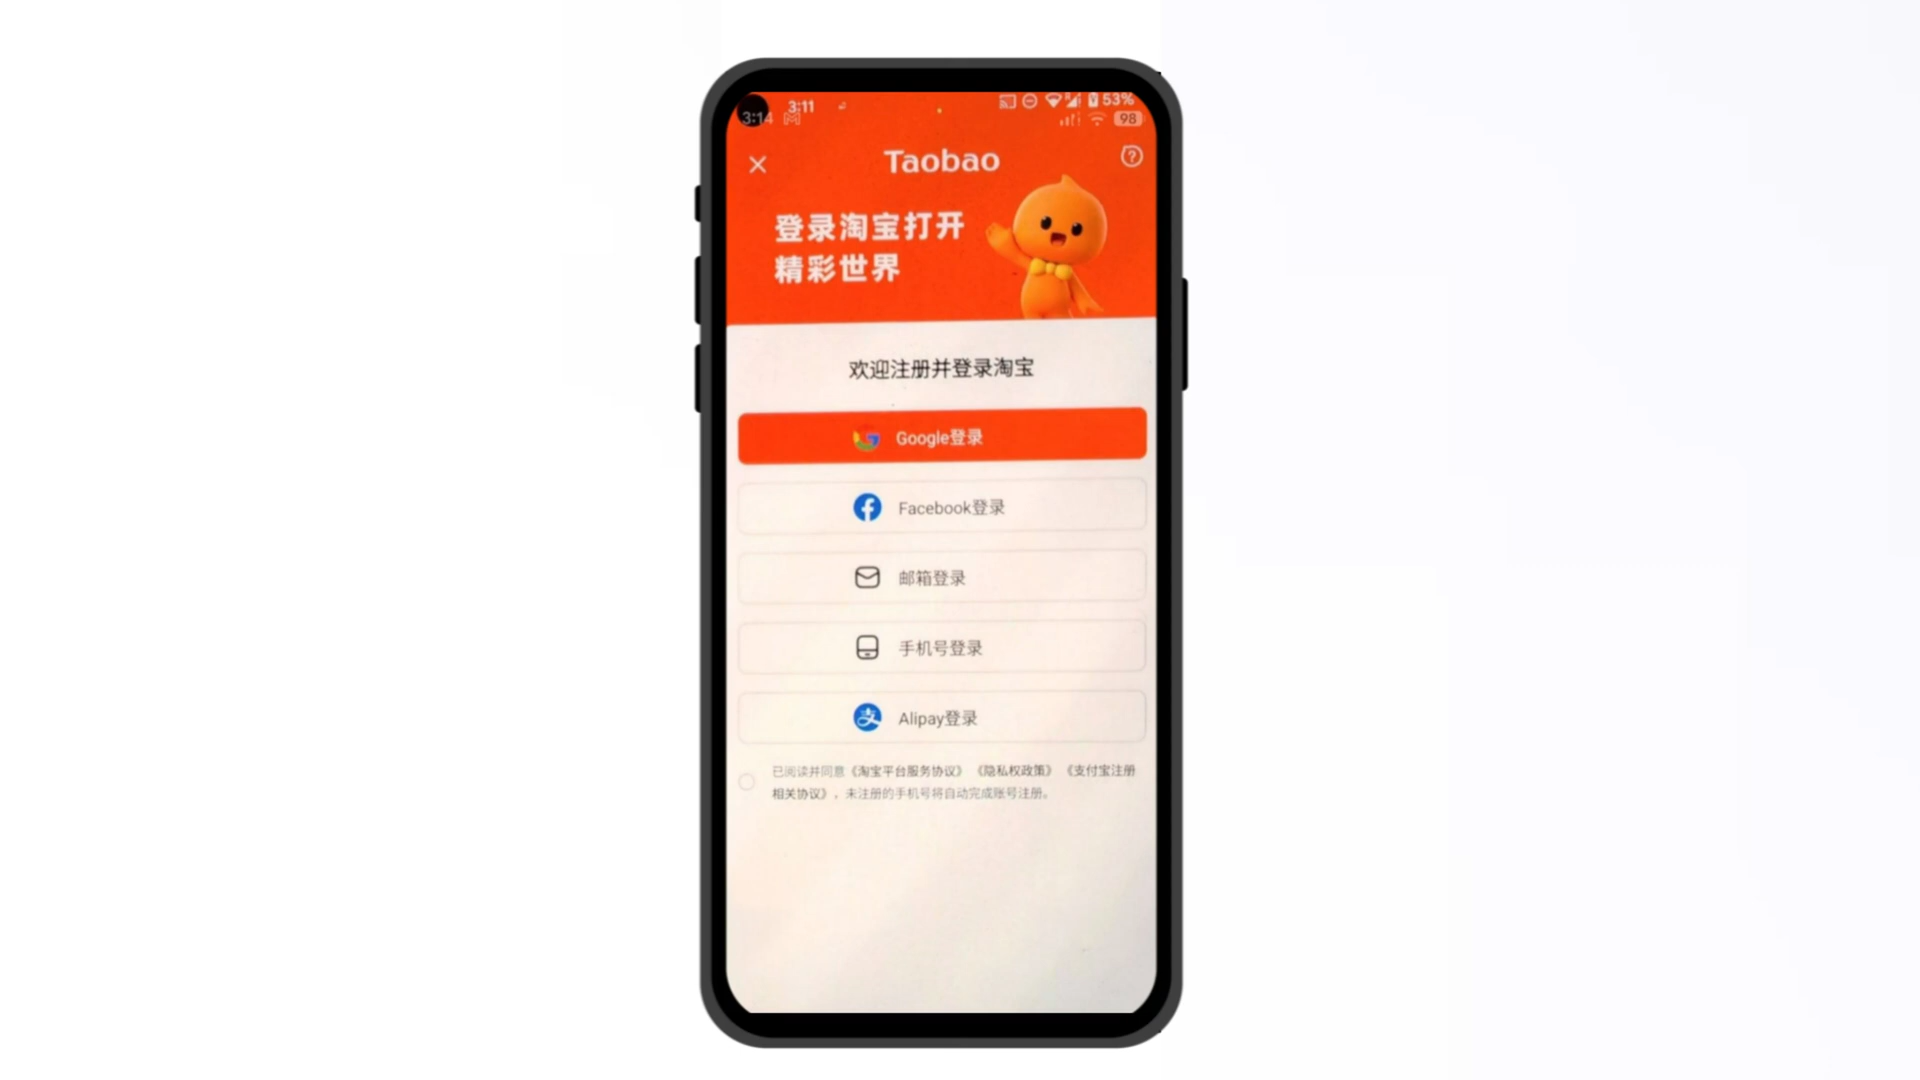 3:11
53%
3:14
98
Taobao
登录淘宝打开
精彩世界
欢迎注册并登录淘宝
Google登录
Facebook登录
邮箱登录
手机号登录
Alipay登录
已阅读并同意《淘宝平台服务协议》《隐私权政策》《支付宝注册
相关协议》，未注册的手机号将自动完成账号注册。